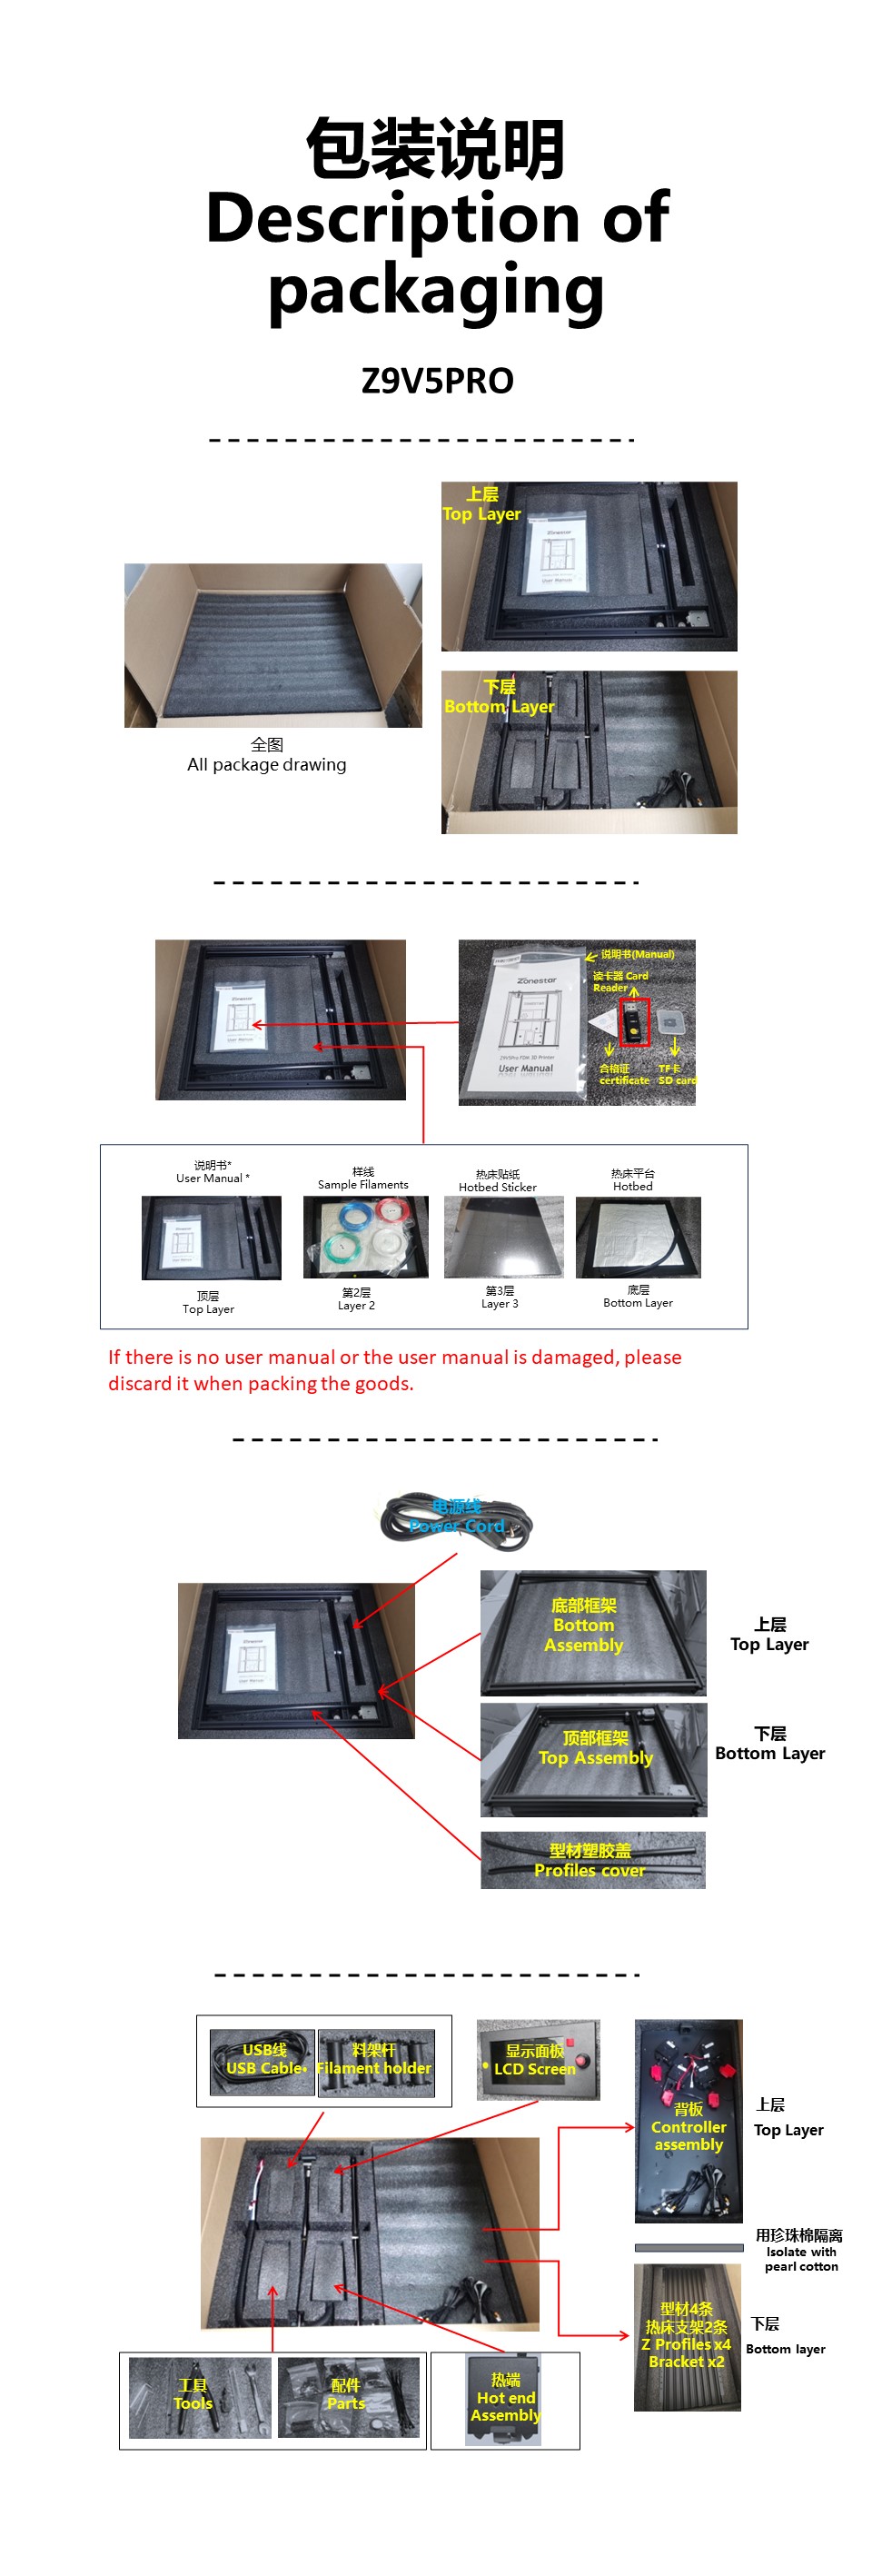 包装说明
Description of
packaging
Z9V5PRO
上层
Top Layer
User Manual
全图
All package drawing
下层
Bottom Layer
User Manual
Zonestar
Z9V5Pro FDM 3D Printer
User Manual
说明书(Manual)
读卡器 Card
Reader
合格证
certificate
TF卡
SD card
说明书*
User Manual *
样线
Sample Filaments
热床贴纸
Hotbed Sticker
热床平台
Hotbed
顶层
Top Layer
第2层
Layer 2
第3层
Layer 3
底层
Bottom Layer
If there is no user manual or the user manual is damaged, please
discard it when packing the goods.
电源线
Power Cord
User Manual
底部框架
Bottom
Assembly
上层
Top Layer
顶部框架
Top Assembly
下层
Bottom Layer
型材塑胶盖
Profiles cover
USB线
USB Cable
料架杆
Filament holder
显示面板
LCD Screen
背板
Controller
assembly
上层
Top Layer
用珍珠棉隔离
Isolate with
pearl cotton
型材4条
热床支架2条
Z Profiles x4
Bracket x2
下层
Bottom layer
工具
Tools
配件
Parts
热端
Hot end
Assembly